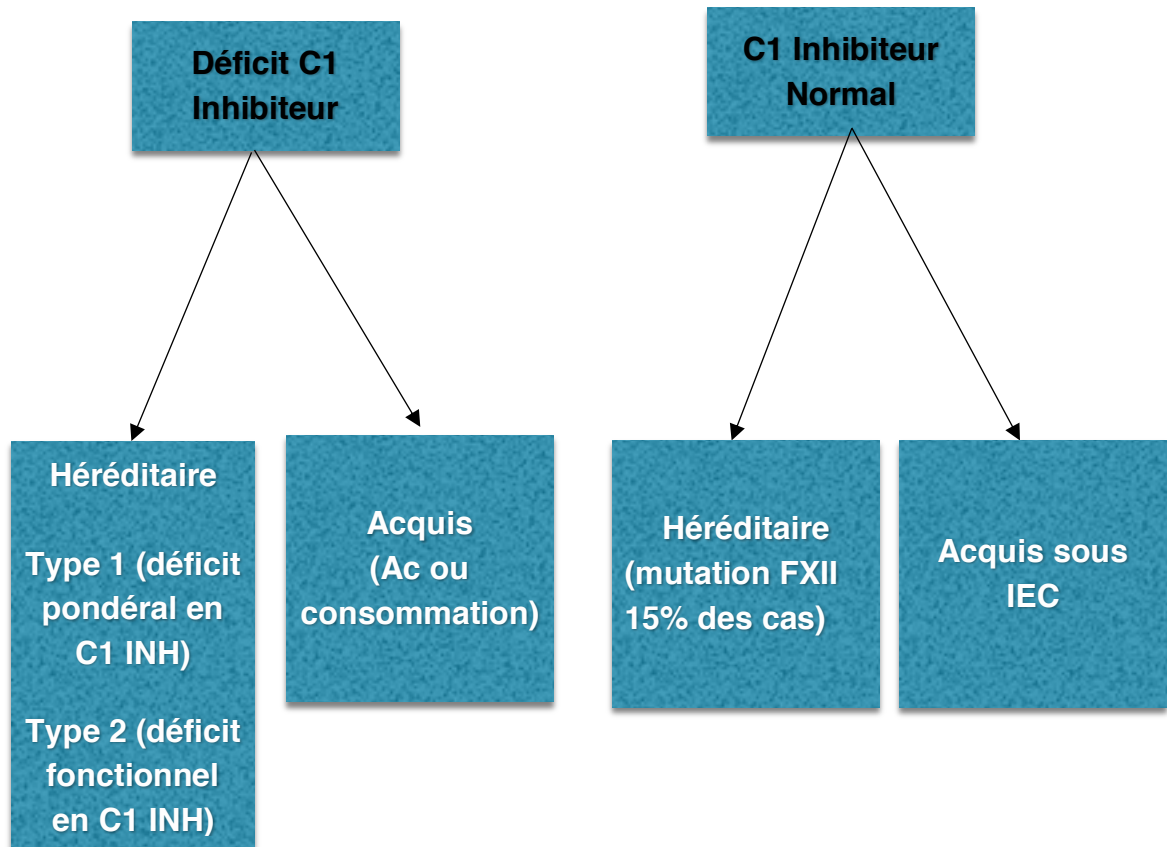 Déficit C1
Inhibiteur
C1 Inhibiteur
Normal
Héréditaire
Type 1 (déficit
pondéral en
C1 INH)
Type 2 (déficit
fonctionnel
en C1 INH)
Acquis
(Ac ou
consommation)
Héréditaire
(mutation FXII
15% des cas)
Acquis sous
IEC